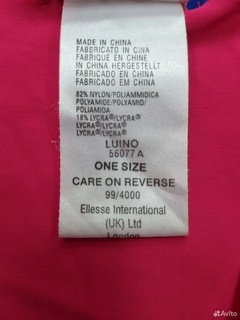 MADE IN CHINA
FABBRICATO IN CINA
FABRIQUE EN CHINE
IN CHINA HERGESTELLT
FABRICADO EN CHINA
FABRICADO EM CHINA
82% NYLON/POLIAMMIDICA
POLYAMIDE/POLYAMID/
POLIAMIDA
18% LYCRA®/LYCRA®
LYCRA®/LYCRA®
LYCRA®/LYCRA®
LUINO
56077 A
ONE SIZE
CARE ON REVERSE
99/4000
Ellesse International
(UK) Ltd
London
Avito